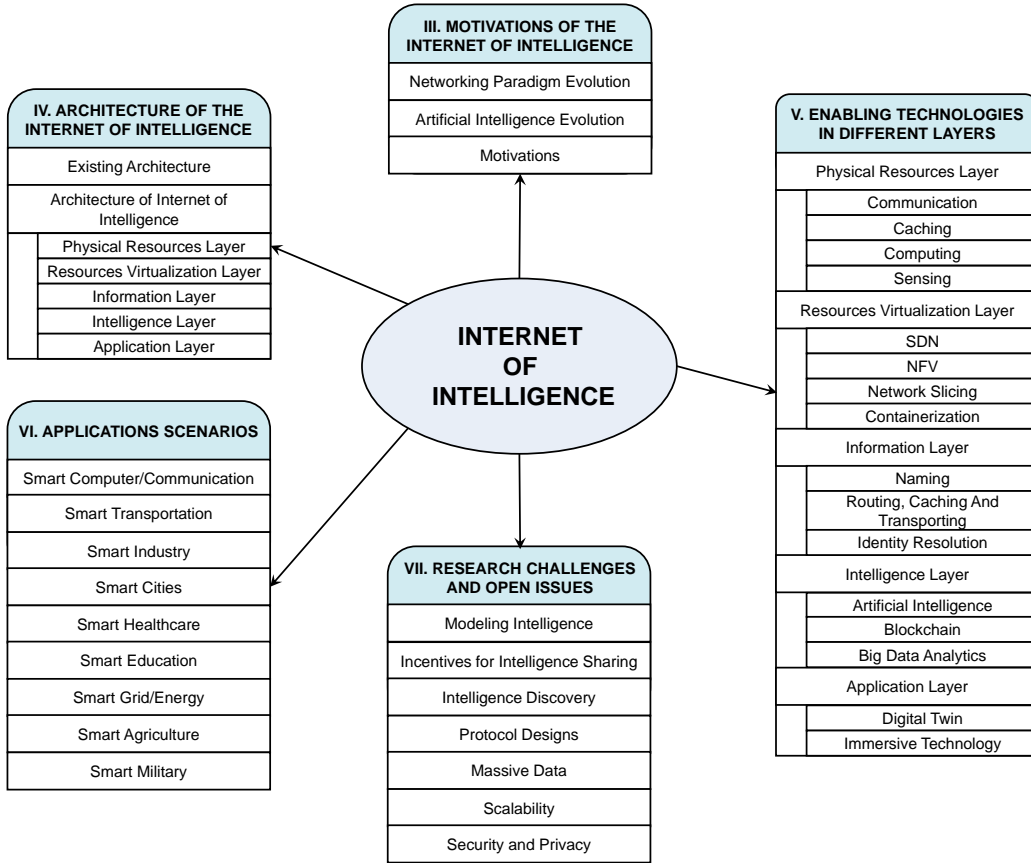 III. MOTIVATIONS OF THE
INTERNET OF INTELLIGENCE
Networking Paradigm Evolution
Artificial Intelligence Evolution
Motivations
IV. ARCHITECTURE OF THE
INTERNET OF INTELLIGENCE
Existing Architecture
Architecture of Internet of
Intelligence
Physical Resources Layer
Resources Virtualization Layer
Information Layer
Intelligence Layer
Application Layer
V. ENABLING TECHNOLOGIES
IN DIFFERENT LAYERS
Physical Resources Layer
Communication
Caching
Computing
Sensing
Resources Virtualization Layer
SDN
NFV
Network Slicing
Containerization
Information Layer
Naming
Routing, Caching And
Transporting
Identity Resolution
Intelligence Layer
Artificial Intelligence
Blockchain
Big Data Analytics
Application Layer
Digital Twin
Immersive Technology
INTERNET
OF
INTELLIGENCE
VI. APPLICATIONS SCENARIOS
Smart Computer/Communication
Smart Transportation
Smart Industry
Smart Cities
Smart Healthcare
Smart Education
Smart Grid/Energy
Smart Agriculture
Smart Military
VII. RESEARCH CHALLENGES
AND OPEN ISSUES
Modeling Intelligence
Incentives for Intelligence Sharing
Intelligence Discovery
Protocol Designs
Massive Data
Scalability
Security and Privacy